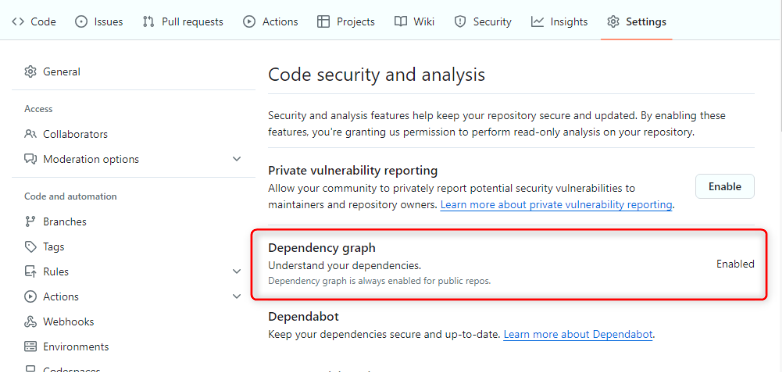 Code Issues Pull requests Actions Projects Wiki Security Insights Settings
General
Access
Collaborators
Moderation options
Code and automation
Branches
Tags
Rules
Actions
Webhooks
Environments
Codespaces
Code security and analysis
Security and analysis features help keep your repository secure and updated. By enabling these
features, you're granting us permission to perform read-only analysis on your repository.
Private vulnerability reporting
Allow your community to privately report potential security vulnerabilities to
maintainers and repository owners. Learn more about private vulnerability reporting.
Enable
Dependency graph
Understand your dependencies.
Dependency graph is always enabled for public repos.
Enabled
Dependabot
Keep your dependencies secure and up-to-date. Learn more about Dependabot.